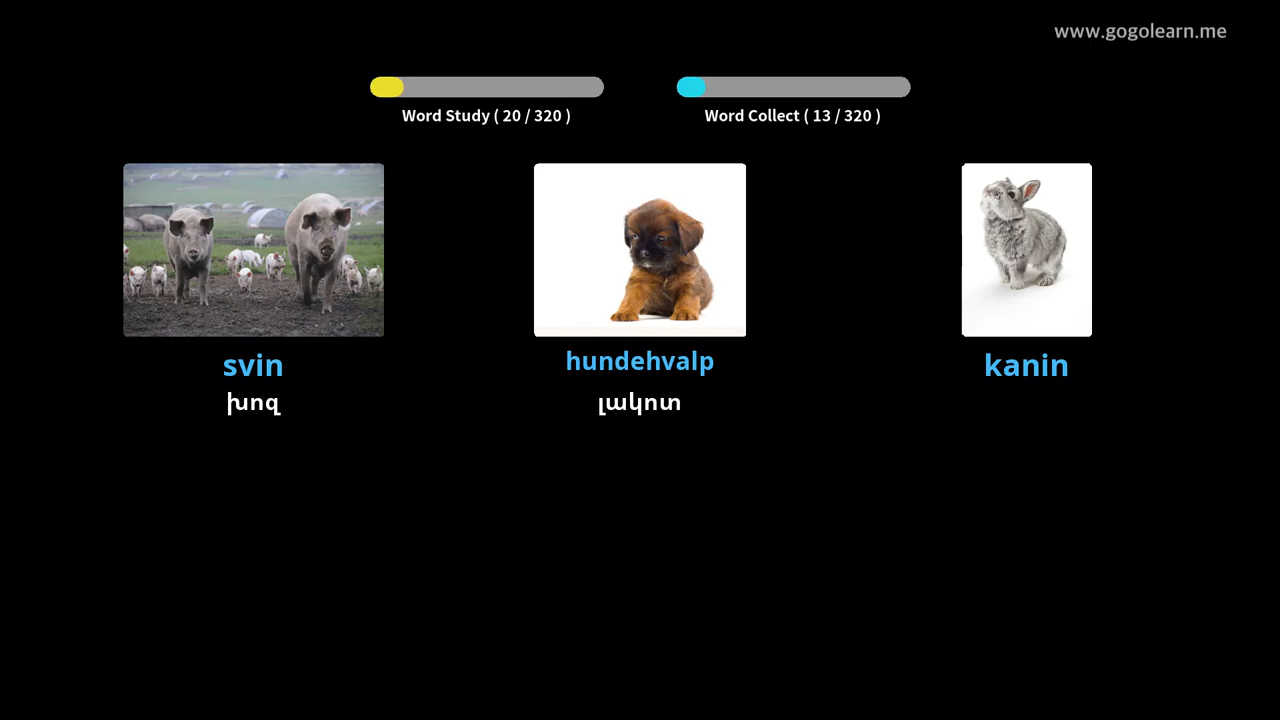 www.gogolearn.me
Word Study ( 20 / 320 )
Word Collect ( 13 / 320 )
svin
hundehvalp
kanin
խոզ
լակոտ